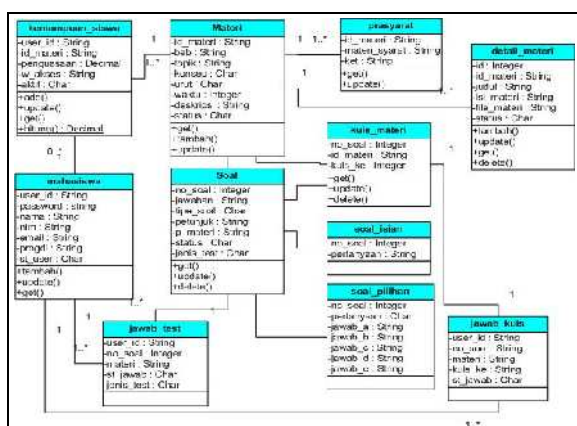 kemampuan_siswa
-user_id : String
-id_materi : String
-penguasaan : Decimal
-w_akses : String
-aktif : Char
+add()
+update()
+get()
+hitung() : Decimal
Materi
-id_materi : String
-bab : String
-topik : String
-konsep : Char
-urut : Char
-waktu : Integer
-deskripsi : String
-status : Char
+get()
+tambah()
+update()
prasyarat
-id_materi : String
-materi_syarat : String
-ket : String
+get()
+update()
detail_materi
-id : Integer
-id_materi : String
-judul : String
-isi_materi : String
-file_materi : String
-status : Char
+tambah()
+update()
+get()
+delete()
kuis_materi
-no_soal : Integer
-id_materi : String
-kuis_ke : Integer
+get()
+update()
+delete()
mahasiswa
-user_id : String
-password : string
-nama : String
-nim : String
-email : String
-progdi : String
-st_user : Char
+tambah()
+update()
+get()
Soal
-no_soal : Integer
-jawaban : String
-tipe_soal : Char
-petunjuk : String
-p_materi : String
-status : Char
-jenis_test : Char
+get()
+update()
+delete()
soal_isian
-no_soal : Integer
-pertanyaan : String
soal_pilihan
-no_soal : Integer
-pertanyaan : Char
-jawab_a : String
-jawab_b : String
-jawab_c : String
-jawab_d : String
-jawab_e : String
jawab_test
-user_id : String
-no_soal : Integer
-materi : String
-st_jawab : Char
-jenis_test : Char
jawab_kuis
-user_id : String
-no_soal : String
-materi : String
-kuis_ke : String
-st_jawab : Char
1
1..*
1
1
1..*
0..*
1
1
1
1..*
1
1..*